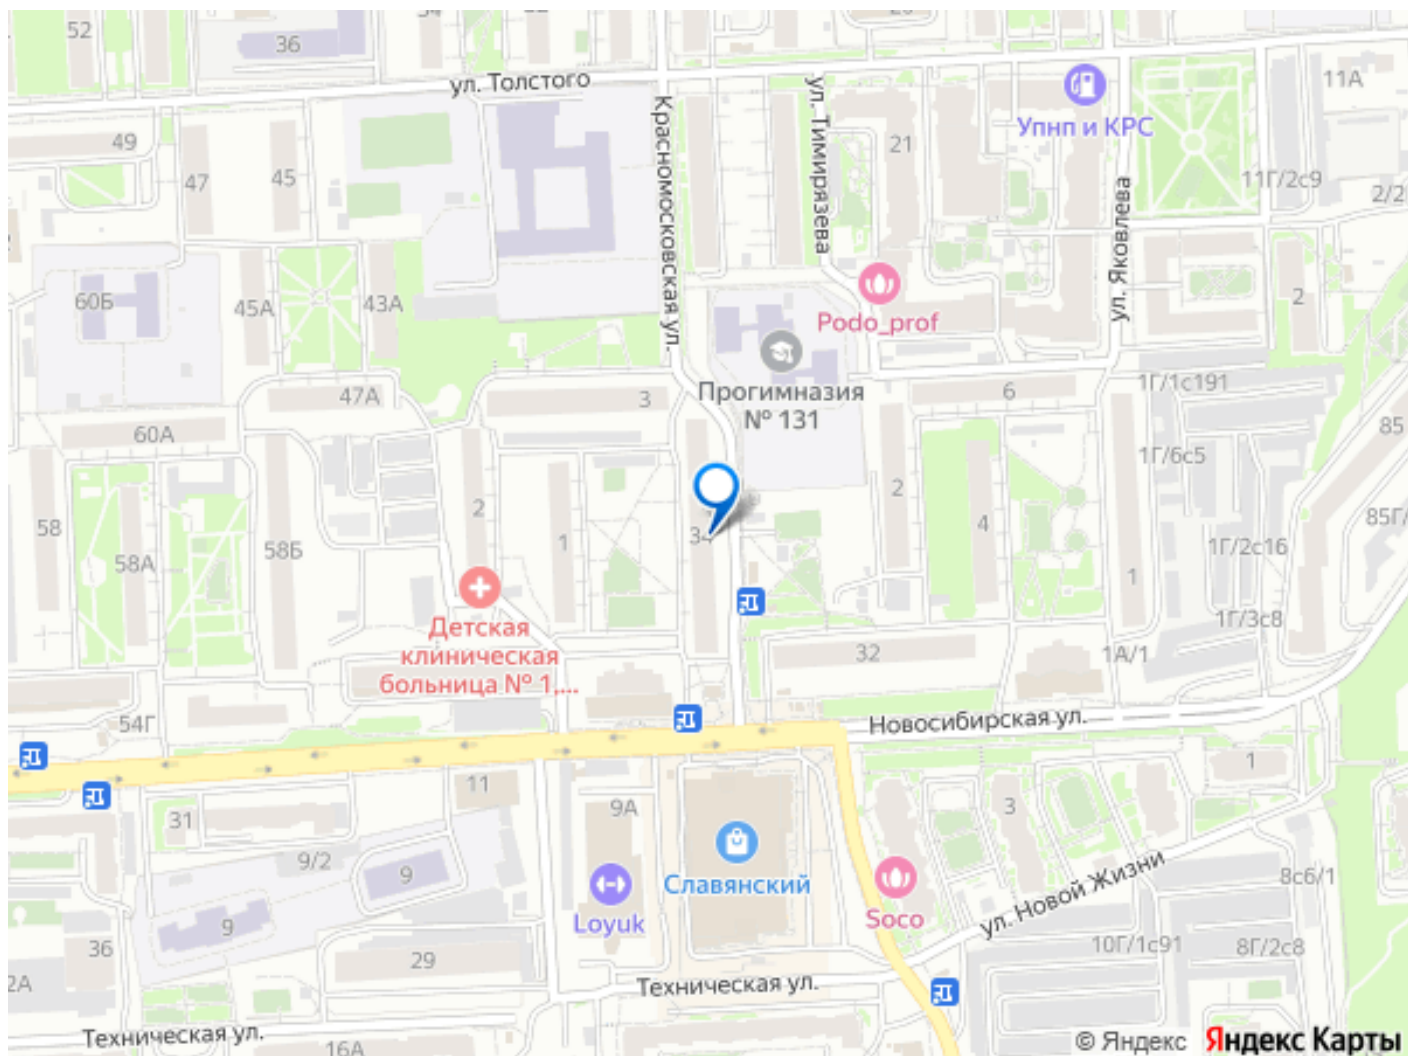 52
36
ул. Толстого
11А
Упнп и КРС
21
49
47
45
Красномосковская ул.
ул. Тимирязева
ул. Яковлева
11Г/2с9
2/2
60Б
45А
43А
2
Podo_prof
Прогимназия
№ 131
47А
3
6
1Г/1с191
60А
85
1Г/6с5
58
58А
58Б
2
1
34
2
4
85Г/
1Г/2с16
1
1Г/3с8
Детская
клиническая
больница № 1,...
32
1А/1
54Г
Новосибирская ул.
1
11
9А
3
31
9/2
9
Славянский
Loyuk
Soco
ул. Новой Жизни
8с6/1
9
36
29
10Г/1с91
8Г/2с8
2А
Техническая ул.
Техническая ул.
16А
© Яндекс Яндекс Карты